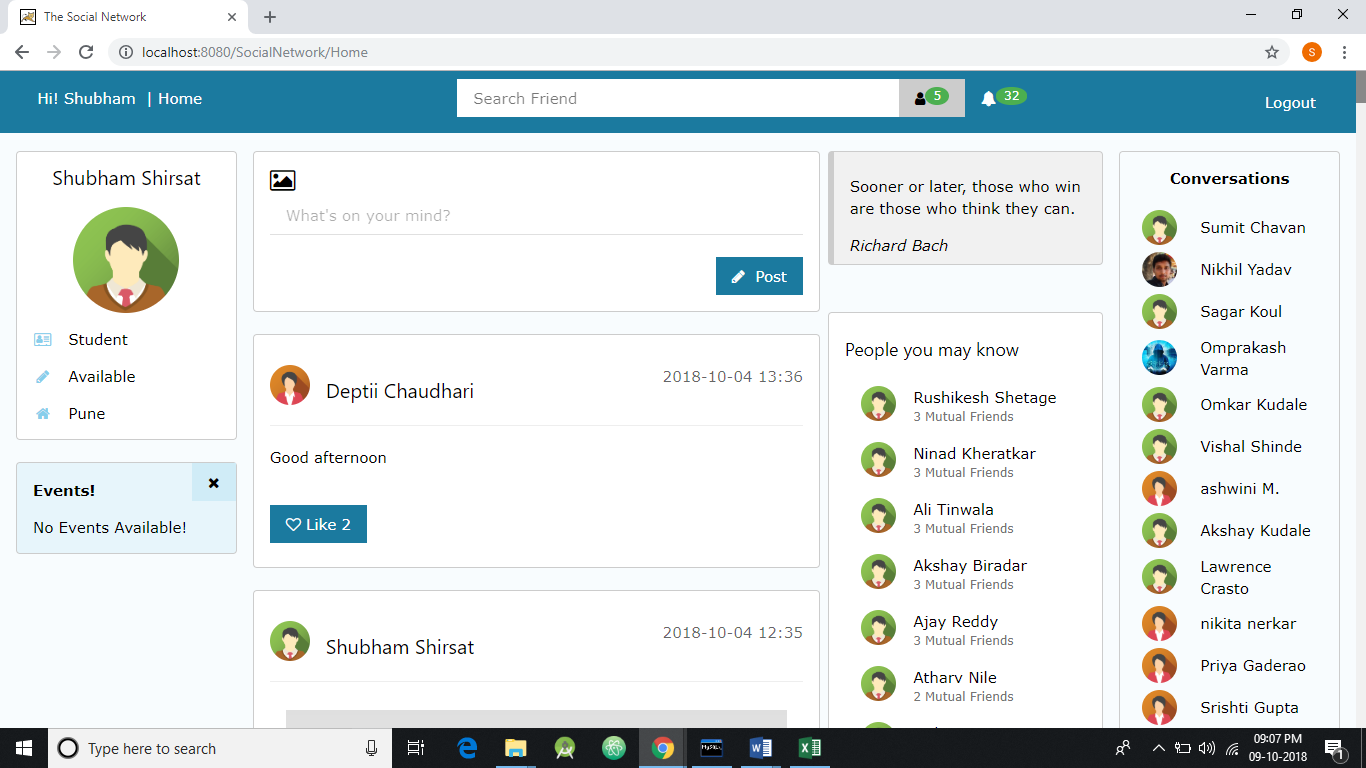 The Social Network
localhost:8080/SocialNetwork/Home
S
Hi! Shubham | Home
Search Friend
5
32
Logout
Shubham Shirsat
Student
Available
Pune
Events!
No Events Available!
What's on your mind?
Post
Deptii Chaudhari
2018-10-04 13:36
Good afternoon
Like 2
Shubham Shirsat
2018-10-04 12:35
Sooner or later, those who win
are those who think they can.
Richard Bach
People you may know
Rushikesh Shetage
3 Mutual Friends
Ninad Kheratkar
3 Mutual Friends
Ali Tinwala
3 Mutual Friends
Akshay Biradar
3 Mutual Friends
Ajay Reddy
3 Mutual Friends
Atharv Nile
2 Mutual Friends
Conversations
Sumit Chavan
Nikhil Yadav
Sagar Koul
Omprakash
Varma
Omkar Kudale
Vishal Shinde
ashwini M.
Akshay Kudale
Lawrence
Crasto
nikita nerkar
Priya Gaderao
Srishti Gupta
Type here to search
MySQL
09:07 PM
09-10-2018
1